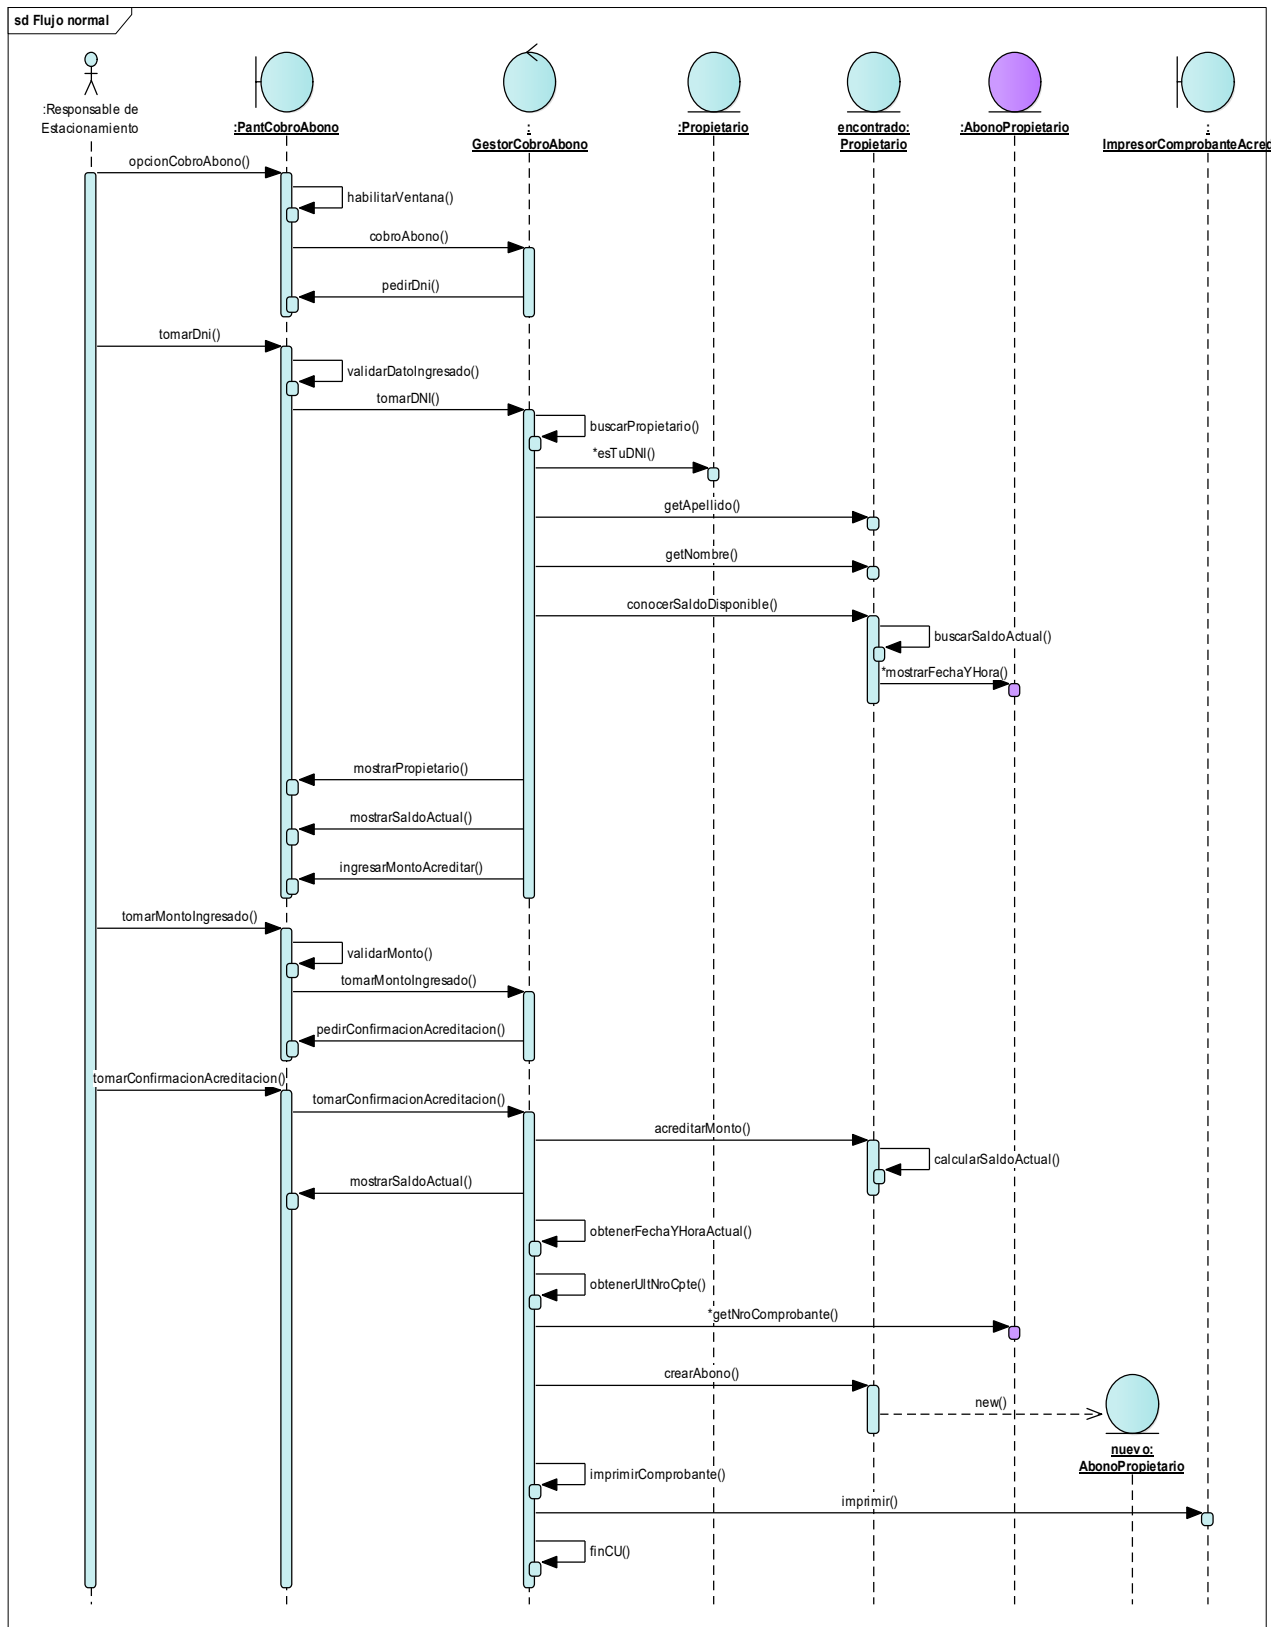 sd Flujo normal
:Responsable de
Estacionamiento
:PantCobroAbono
:
GestorCobroAbono
:Propietario
encontrado:
Propietario
:AbonoPropietario
:
ImpresorComprobanteAcred
opcionCobroAbono()
habilitarVentana()
cobroAbono()
pedirDni()
tomarDni()
validarDatoIngresado()
tomarDNI()
buscarPropietario()
*esTuDNI()
getApellido()
getNombre()
conocerSaldoDisponible()
buscarSaldoActual()
*mostrarFechaYHora()
mostrarPropietario()
mostrarSaldoActual()
ingresarMontoAcreditar()
tomarMontoIngresado()
validarMonto()
tomarMontoIngresado()
pedirConfirmacionAcreditacion()
tomarConfirmacionAcreditacion()
tomarConfirmacionAcreditacion()
acreditarMonto()
calcularSaldoActual()
mostrarSaldoActual()
obtenerFechaYHoraActual()
obtenerUltNroCpte()
*getNroComprobante()
crearAbono()
new()
nuevo:
AbonoPropietario
imprimirComprobante()
imprimir()
finCU()